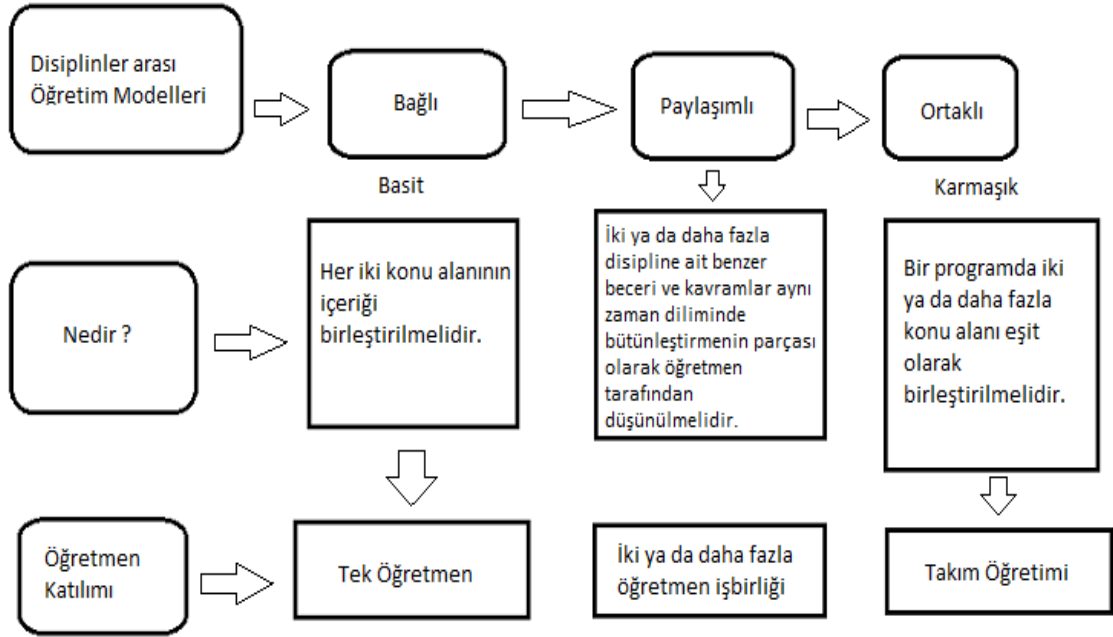 Disiplinler arası
Öğretim Modelleri
Bağlı
Paylaşımlı
Ortaklı
Basit
Karmaşık
Nedir ?
Her iki konu alanının
içeriği
birleştirilmelidir.
İki ya da daha fazla
disipline ait benzer
beceri ve kavramlar aynı
zaman diliminde
bütünleştirmenin parçası
olarak öğretmen
tarafından
düşünülmelidir.
Bir programda iki
ya da daha fazla
konu alanı eşit
olarak
birleştirilmelidir.
Öğretmen
Katılımı
Tek Öğretmen
İki ya da daha fazla
öğretmen işbirliği
Takım Öğretimi